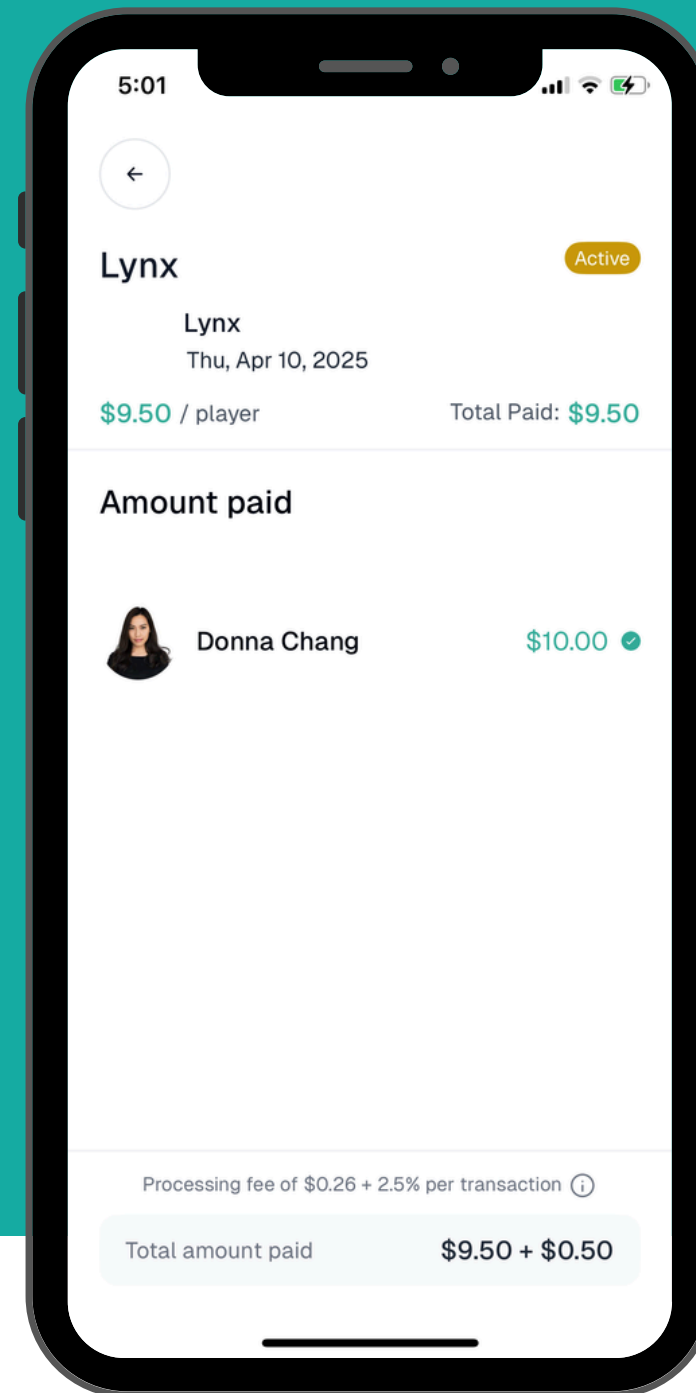 5:01
Lynx
Active
Lynx
Thu, Apr 10, 2025
$9.50 / player
Total Paid: $9.50
Amount paid
Donna Chang
$10.00
Processing fee of $0.26 + 2.5% per transaction
Total amount paid
$9.50 + $0.50